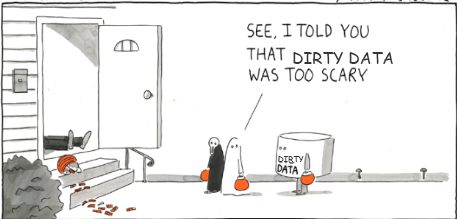 SEE, I TOLD YOU
THAT DIRTY DATA
WAS TOO SCARY
DIRTY
DATA